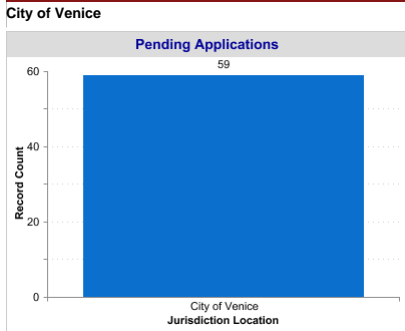 City of Venice
Pending Applications
59
60
40
20
0
Record Count
City of Venice
Jurisdiction Location